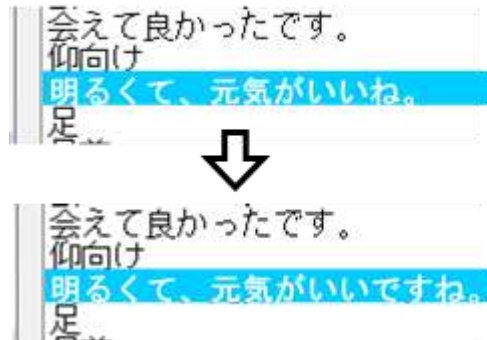 会えて良かったです。
仰向け
明るくて、元気がいいね。
足
会えて良かったです。
仰向け
明るくて、元気がいいですね。
足